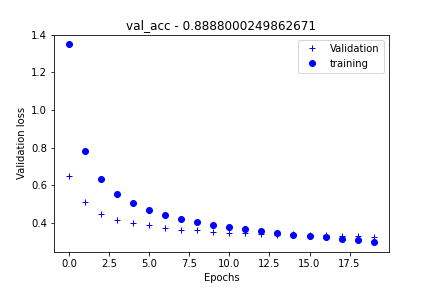 val_acc - 0.8888000249862671
Validation
training
Validation loss
1.4
1.2
1.0
0.8
0.6
0.4
0.0 2.5 5.0 7.5 10.0 12.5 15.0 17.5
Epochs